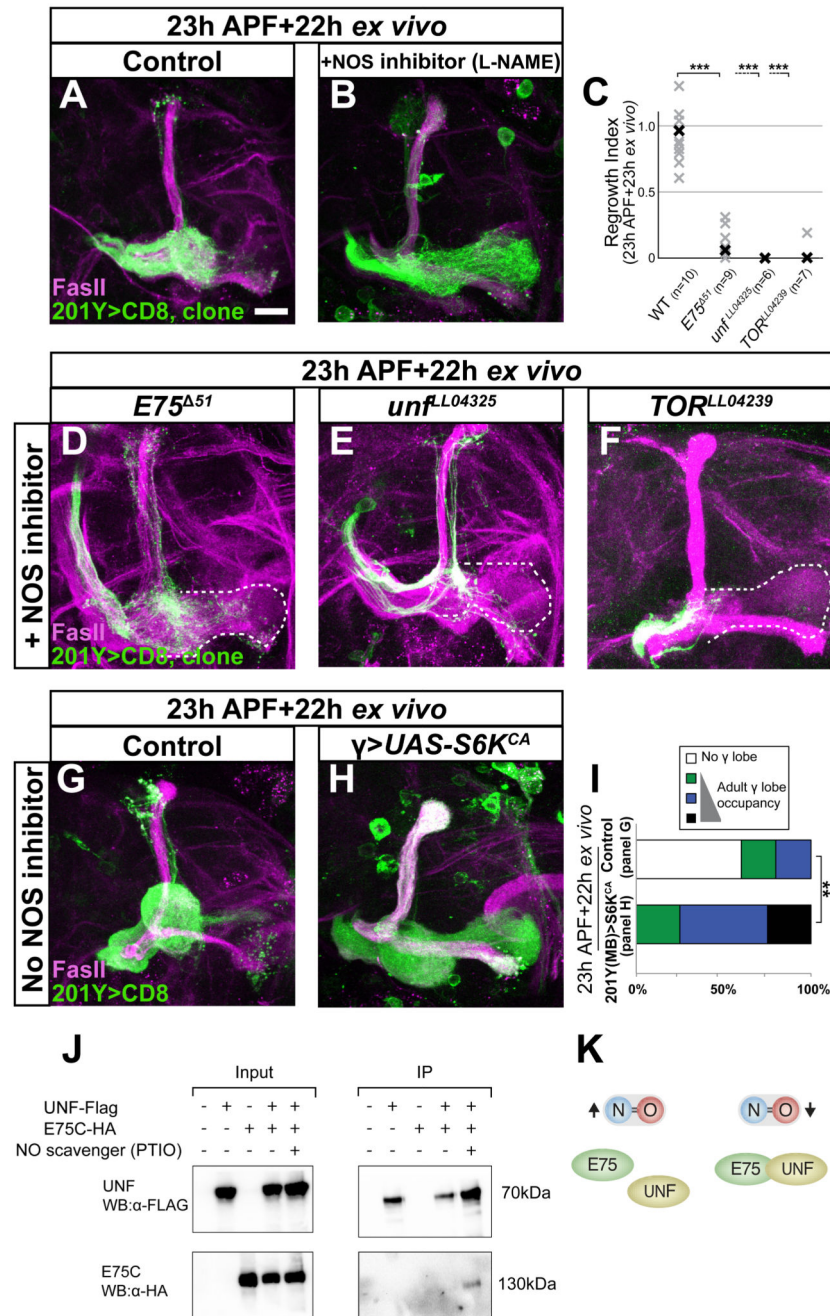 23h APF+22h ex vivo
Control
+NOS inhibitor (L-NAME)
A
B
C
FasII
201Y>CD8, clone
***
***
***
Regrowth Index
(23h APF+23h ex vivo)
1.0
0.5
0
WT (n=10)
E75Δ51 (n=9)
unf LL04325 (n=6)
TORLL04239 (n=7)
23h APF+22h ex vivo
E75Δ51
unfLL04325
TORLL04239
+ NOS inhibitor
D
E
F
FasII
201Y>CD8, clone
23h APF+22h ex vivo
Control
γ>UAS-S6KCA
No NOS inhibitor
G
H
I
FasII
201Y>CD8
No γ lobe
Adult γ lobe
occupancy
23h APF+22h ex vivo
Control
(panel G)
201Y(MB)>S6KCA
(panel H)
**
0%
50%
100%
J
K
Input
IP
UNF-Flag - + - + + - + - + +
E75C-HA - - + + + - - + + +
NO scavenger (PTIO) - - - - + - - - - +
UNF
WB:α-FLAG
70kDa
E75C
WB:α-HA
130kDa
N=O
N=O
E75
UNF
E75
UNF